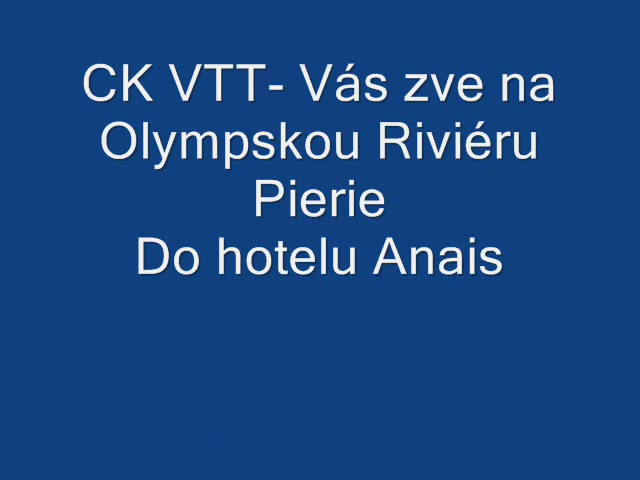 CK VTT- Vás zve na
Olympskou Riviéru
Pierie
Do hotelu Anais